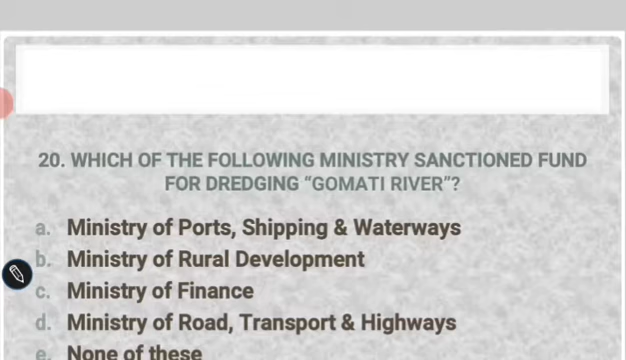 20. WHICH OF THE FOLLOWING MINISTRY SANCTIONED FUND
FOR DREDGING “GOMATI RIVER”?
a. Ministry of Ports, Shipping & Waterways
b. Ministry of Rural Development
c. Ministry of Finance
d. Ministry of Road, Transport & Highways
e. None of these